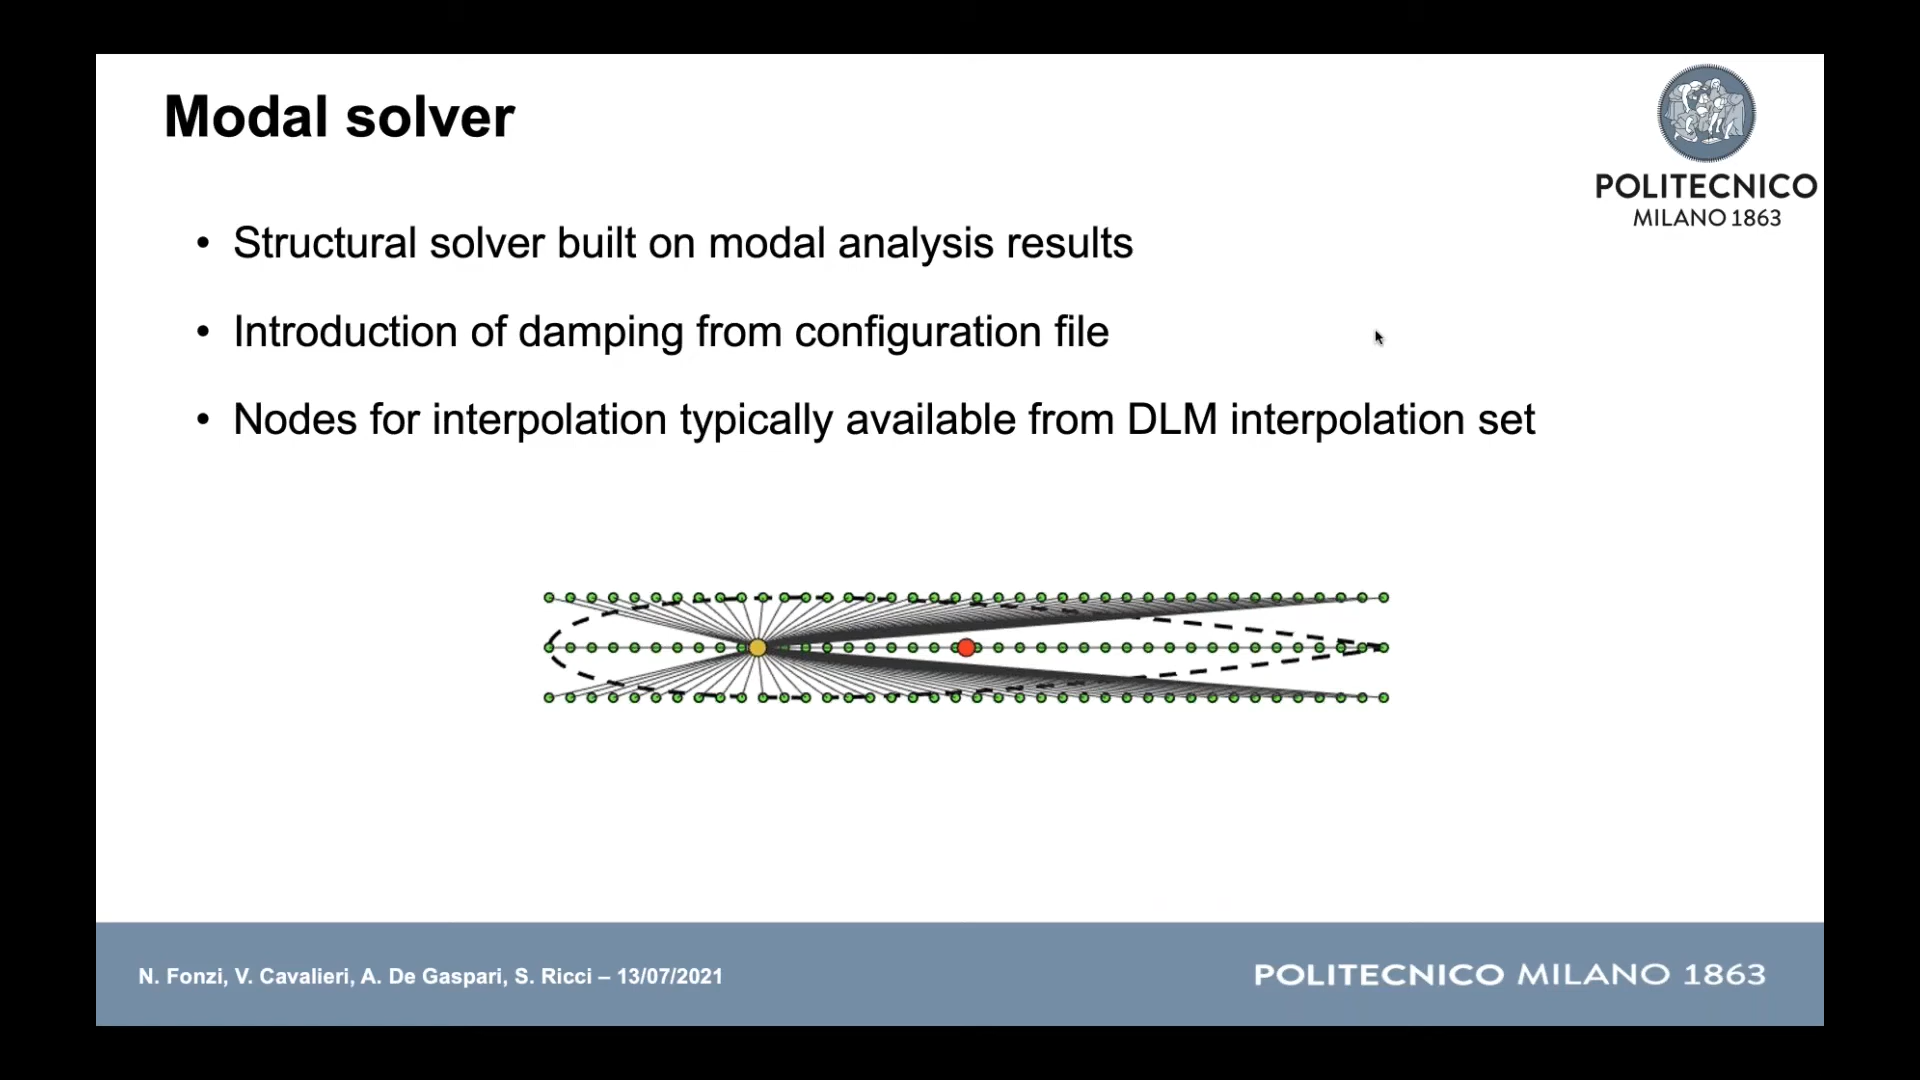 Modal solver
POLITECNICO
MILANO 1863
• Structural solver built on modal analysis results
• Introduction of damping from configuration file
• Nodes for interpolation typically available from DLM interpolation set
N. Fonzi, V. Cavalieri, A. De Gaspari, S. Ricci – 13/07/2021
POLITECNICO MILANO 1863